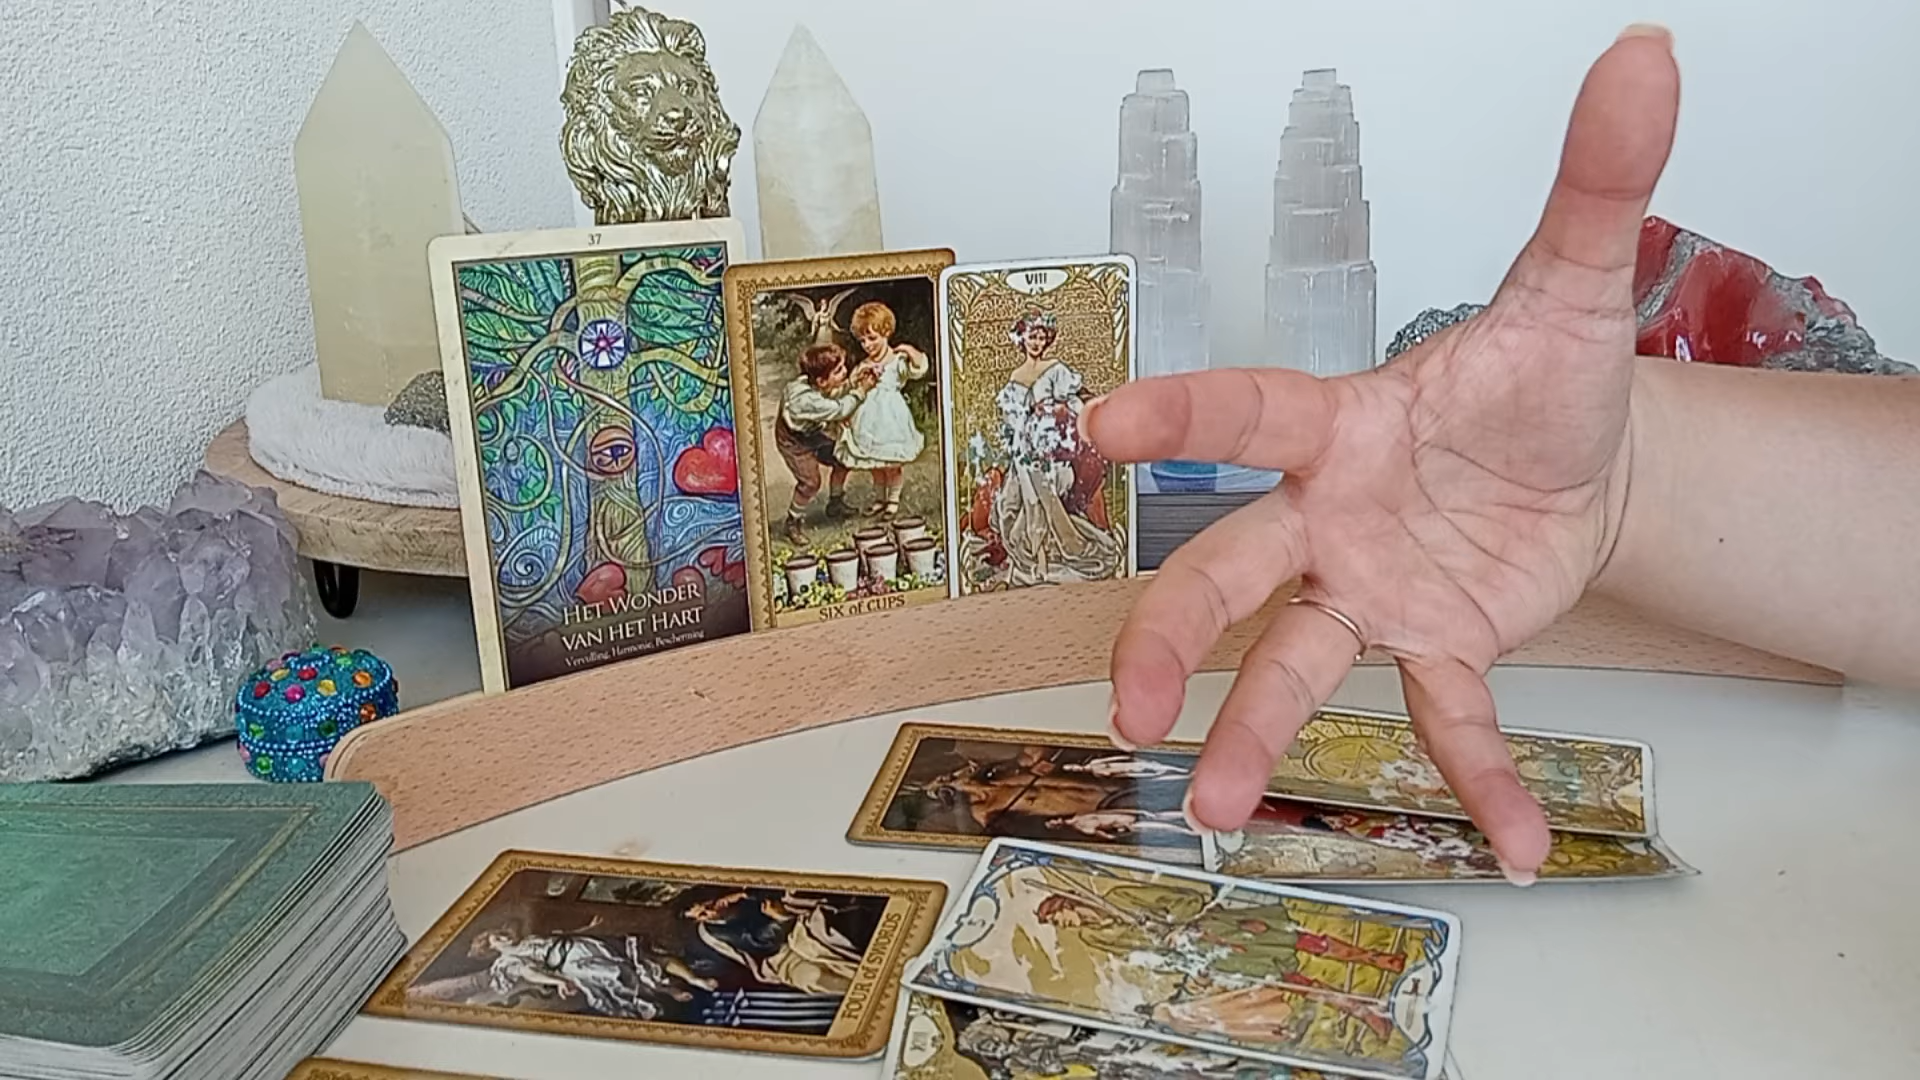 37
HET WONDER
VAN HET HART
Vervulling, Harmonie, Bescherming
SIX of CUPS
VIII
FOUR of SWORDS